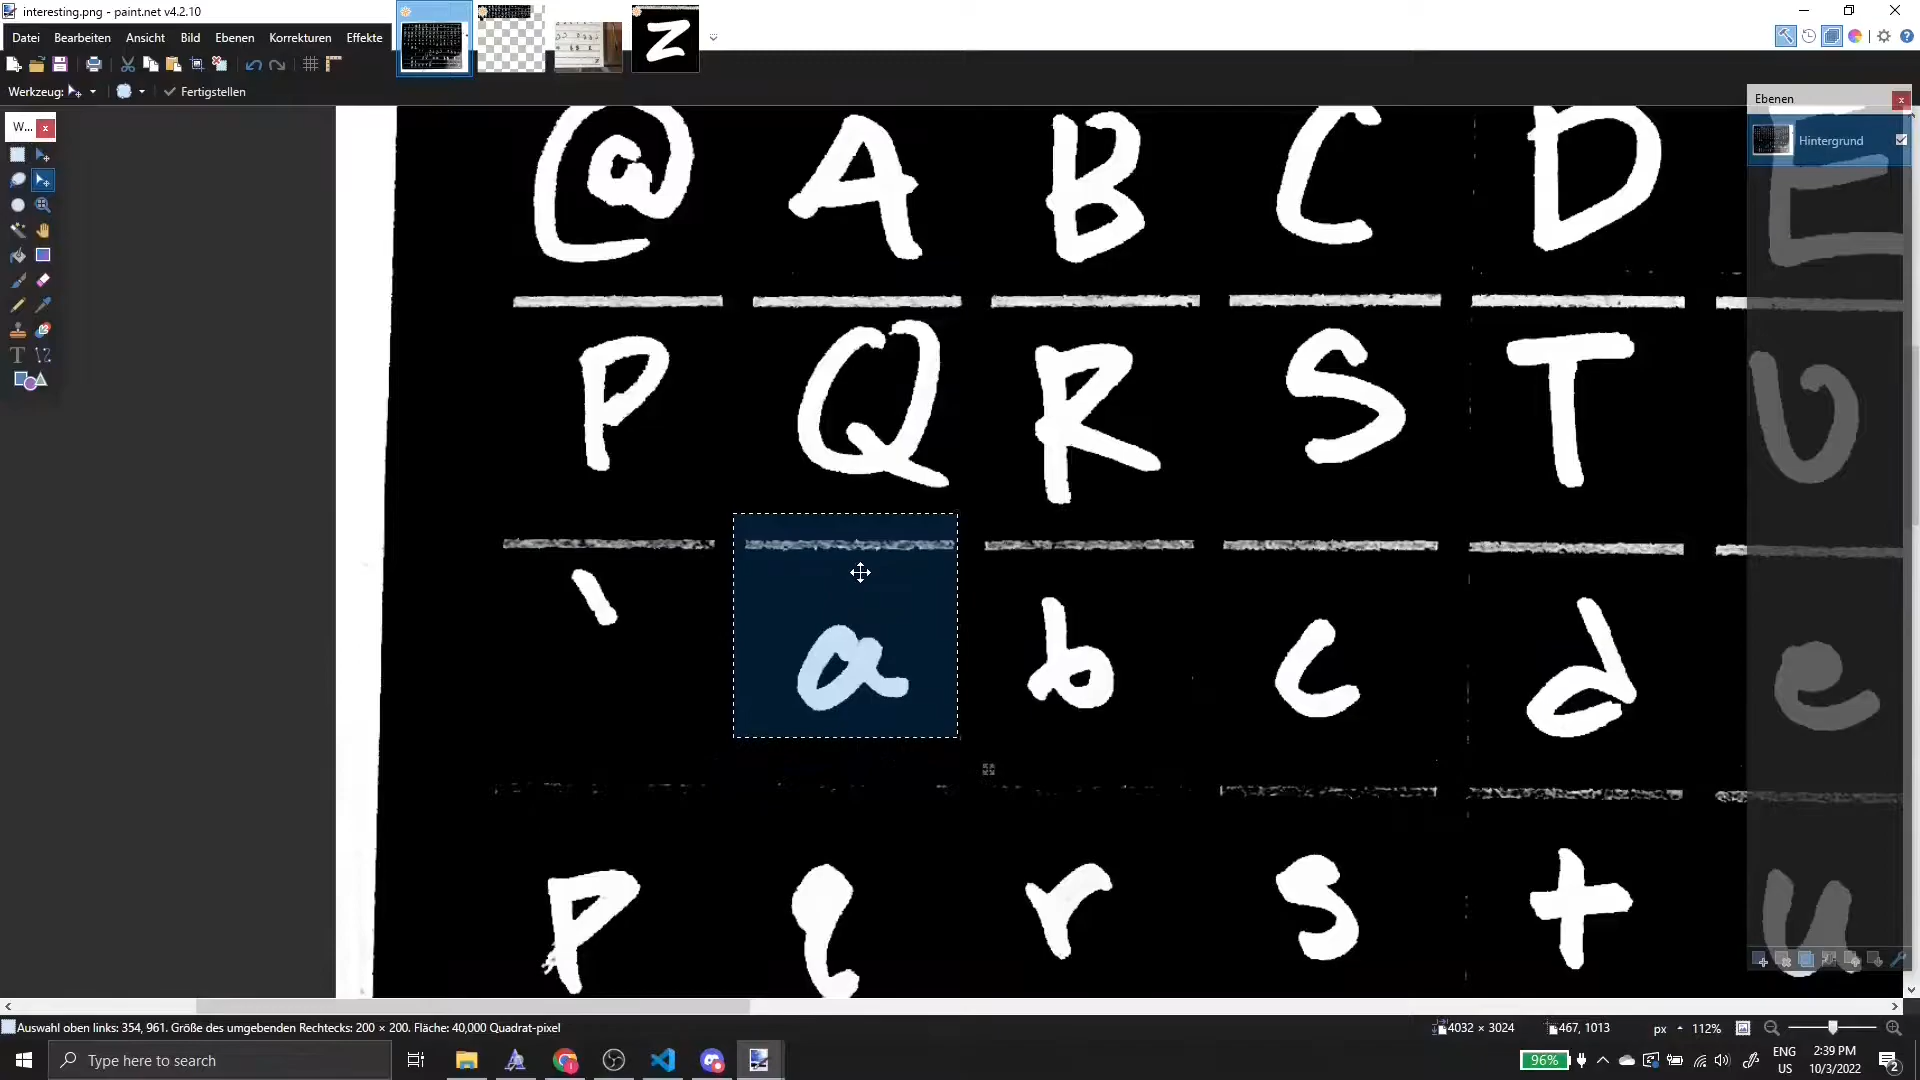 interesting.png - paint.net v4.2.10
Datei Bearbeiten Ansicht Bild Ebenen Korrekturen Effekte
Werkzeug: Fertigstellen
W...
Ebenen
Hintergrund
@ A B C D E
P Q R S T U
` a b c d e
p q r s t u
Z
Auswahl oben links: 354, 961. Größe des umgebenden Rechtecks: 200 × 200. Fläche: 40,000 Quadrat-pixel
4032 × 3024 467, 1013 px 112%
Type here to search
96% ENG US 2:39 PM 10/3/2022 2